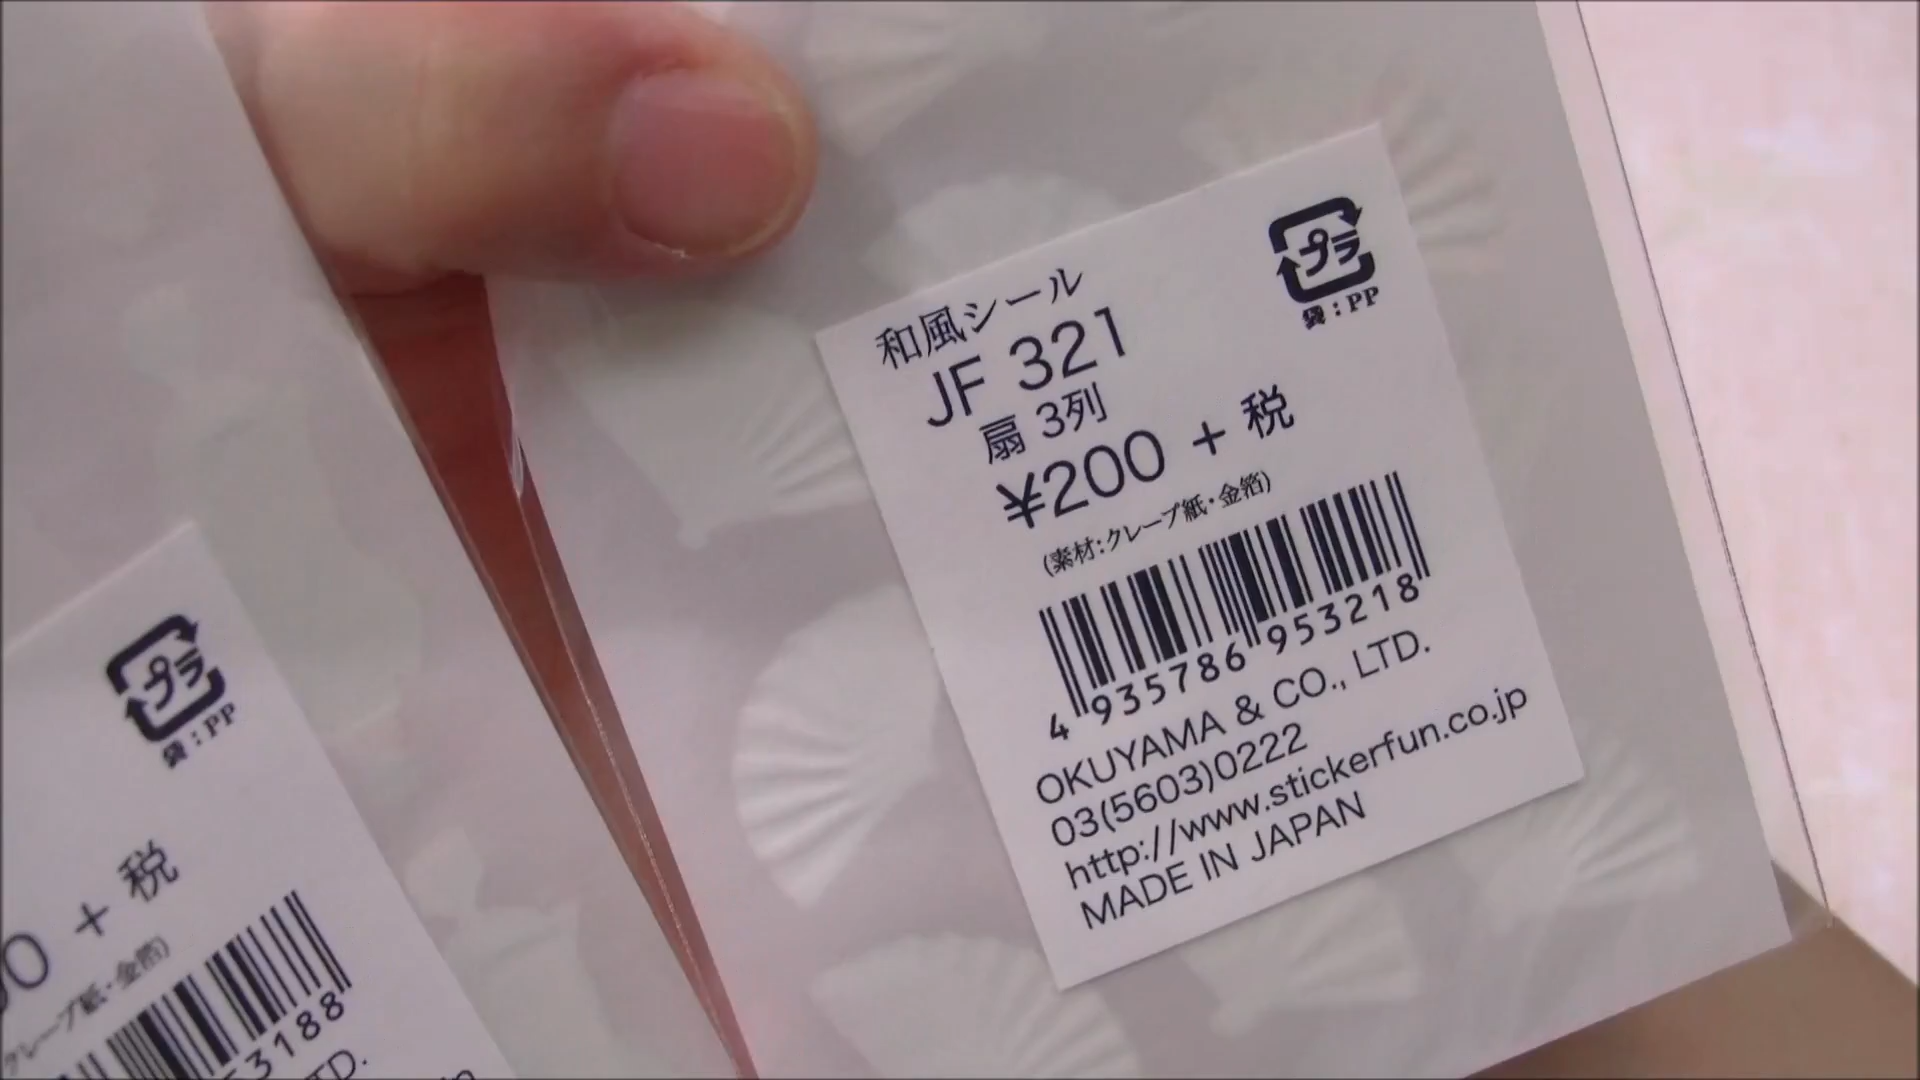 プラ
袋：PP
和風シール
JF 321
扇 3列
¥200 + 税
(素材：クレープ紙・金箔)
4 935786 953218
OKUYAMA & CO., LTD.
03(5603)0222
http://www.stickerfun.co.jp
MADE IN JAPAN
プラ
袋：PP
0 + 税
クレープ紙・金箔)
53188
TD.